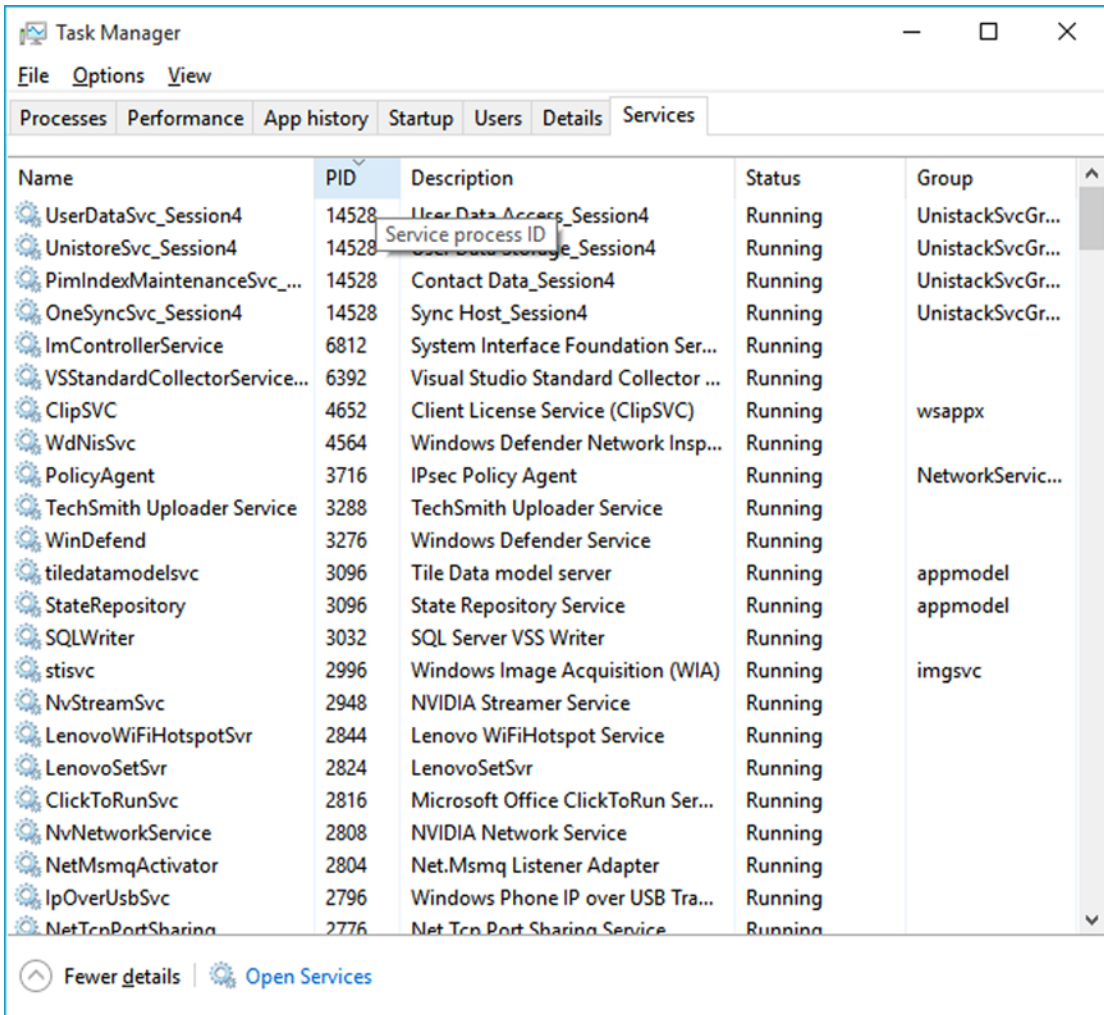 Task Manager
File Options View
Processes Performance App history Startup Users Details Services
Name PID Description Status Group
UserDataSvc_Session4 14528 User Data Access_Session4 Running UnistackSvcGr...
Service process ID
UnistoreSvc_Session4 14528 User Data Storage_Session4 Running UnistackSvcGr...
PimIndexMaintenanceSvc_... 14528 Contact Data_Session4 Running UnistackSvcGr...
OneSyncSvc_Session4 14528 Sync Host_Session4 Running UnistackSvcGr...
ImControllerService 6812 System Interface Foundation Ser... Running
VSStandardCollectorService... 6392 Visual Studio Standard Collector ... Running
ClipSVC 4652 Client License Service (ClipSVC) Running wsappx
WdNisSvc 4564 Windows Defender Network Insp... Running
PolicyAgent 3716 IPsec Policy Agent Running NetworkServic...
TechSmith Uploader Service 3288 TechSmith Uploader Service Running
WinDefend 3276 Windows Defender Service Running
tiledatamodelsvc 3096 Tile Data model server Running appmodel
StateRepository 3096 State Repository Service Running appmodel
SQLWriter 3032 SQL Server VSS Writer Running
stisvc 2996 Windows Image Acquisition (WIA) Running imgsvc
NvStreamSvc 2948 NVIDIA Streamer Service Running
LenovoWiFiHotspotSvr 2844 Lenovo WiFiHotspot Service Running
LenovoSetSvr 2824 LenovoSetSvr Running
ClickToRunSvc 2816 Microsoft Office ClickToRun Ser... Running
NvNetworkService 2808 NVIDIA Network Service Running
NetMsmqActivator 2804 Net.Msmq Listener Adapter Running
IpOverUsbSvc 2796 Windows Phone IP over USB Tra... Running
NetTcpPortSharing 2776 Net.Tcp Port Sharing Service Running
Fewer details Open Services